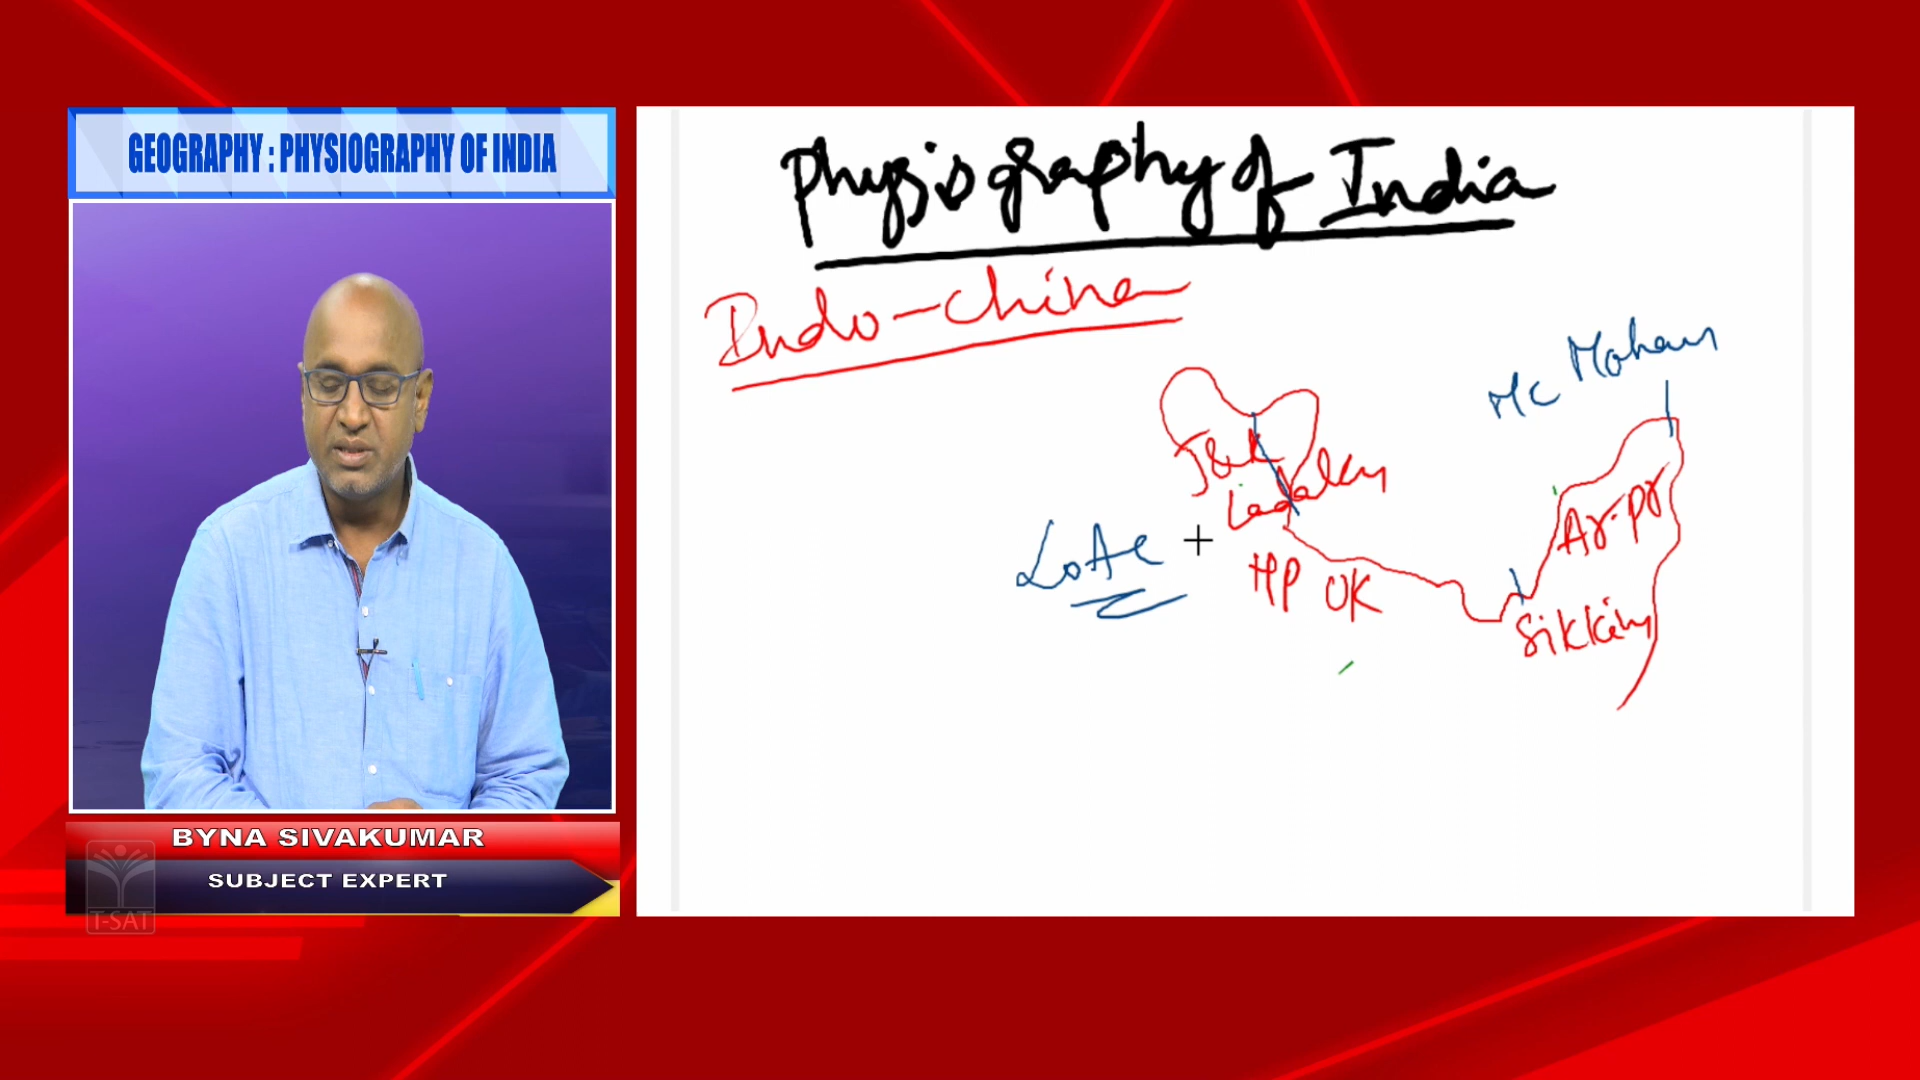 GEOGRAPHY : PHYSIOGRAPHY OF INDIA
Physiography of India
Indo-China
Mc Mohan
J&K
Ladakh
LoAC
HP UK
Ar.Pr
Sikkim
BYNA SIVAKUMAR
SUBJECT EXPERT
T-SAT